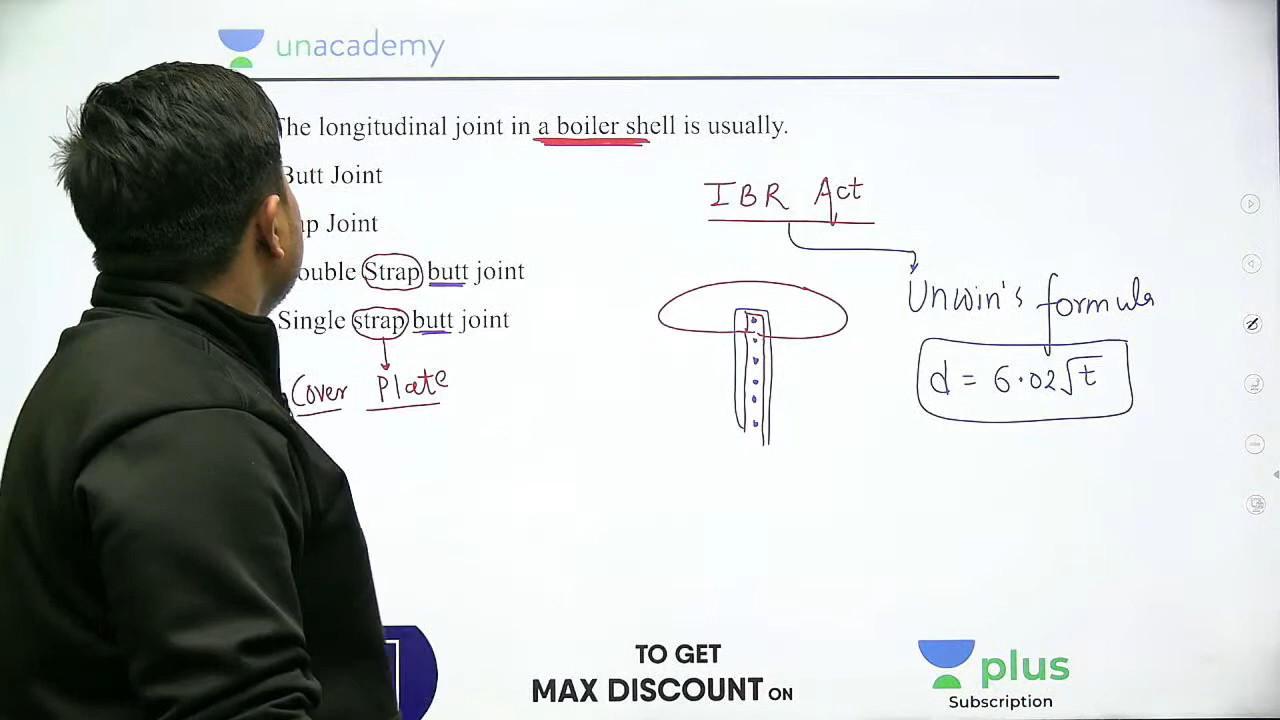 unacademy
The longitudinal joint in a boiler shell is usually.
Butt Joint
Joint
Double Strap butt joint
Single strap butt joint
Cover Plate
IBR Act
Unwin's formula
d = 6.02√t
TO GET
MAX DISCOUNT ON
plus
Subscription